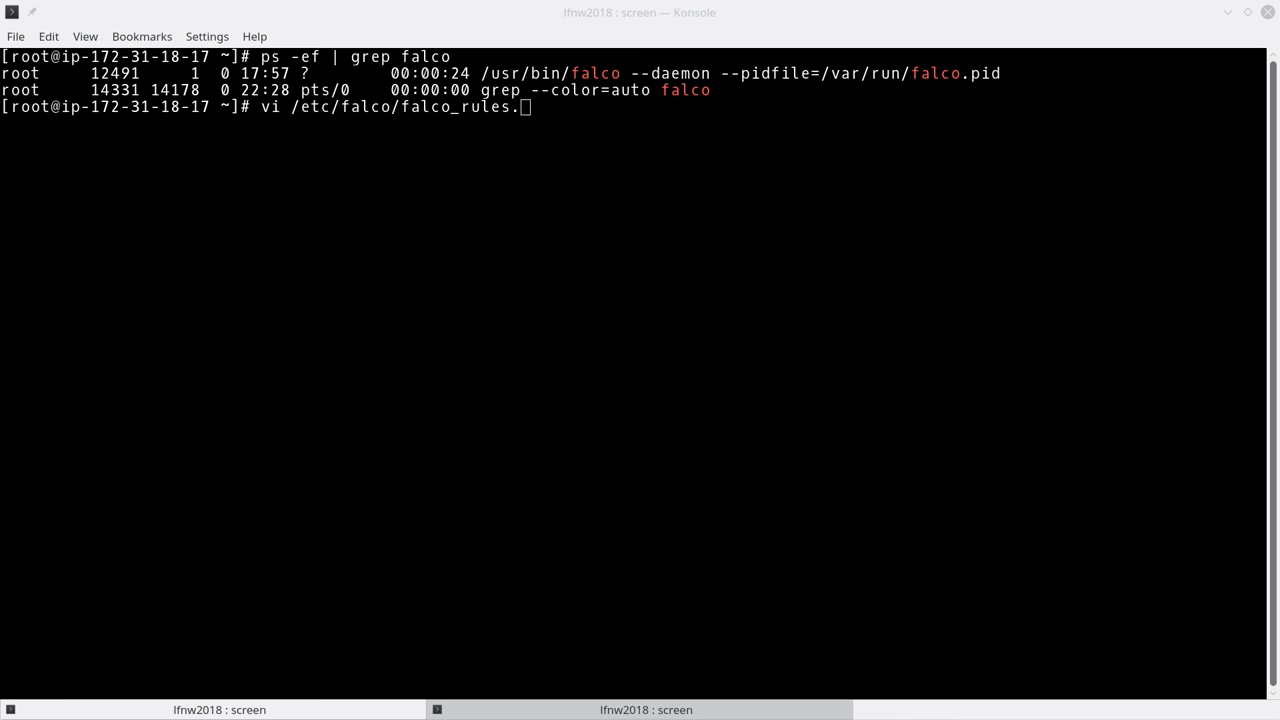 lfnw2018 : screen — Konsole
File Edit View Bookmarks Settings Help
[root@ip-172-31-18-17 ~]# ps -ef | grep falco
root     12491     1  0 17:57 ?        00:00:24 /usr/bin/falco --daemon --pidfile=/var/run/falco.pid
root     14331 14178  0 22:28 pts/0    00:00:00 grep --color=auto falco
[root@ip-172-31-18-17 ~]# vi /etc/falco/falco_rules.
lfnw2018 : screen lfnw2018 : screen